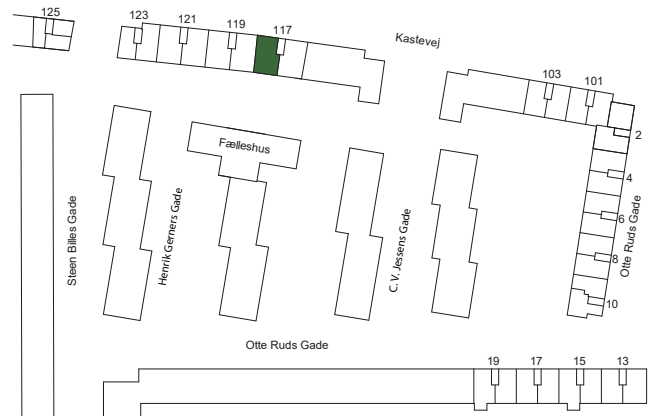 125
123
121
119
117
Kastevej
103
101
2
4
6
8
10
Otte Ruds Gade
Fælleshus
Steen Billes Gade
Henrik Gerners Gade
C.V. Jessens Gade
Otte Ruds Gade
19
17
15
13